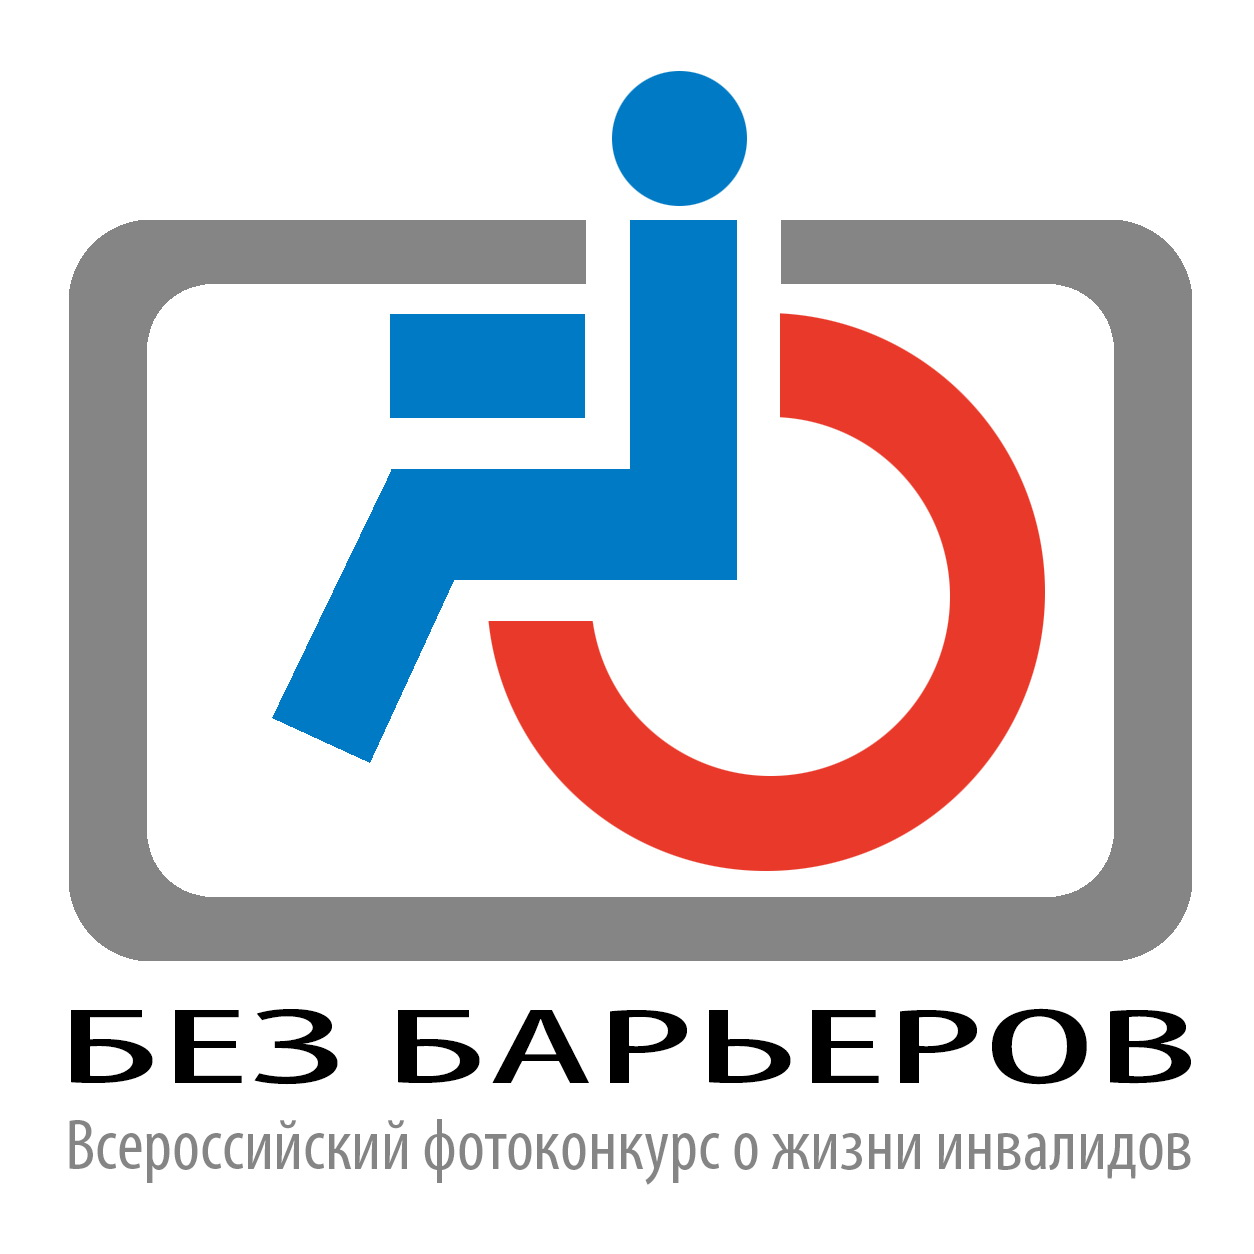 БЕЗ БАРЬЕРОВ
Всероссийский фотоконкурс о жизни инвалидов